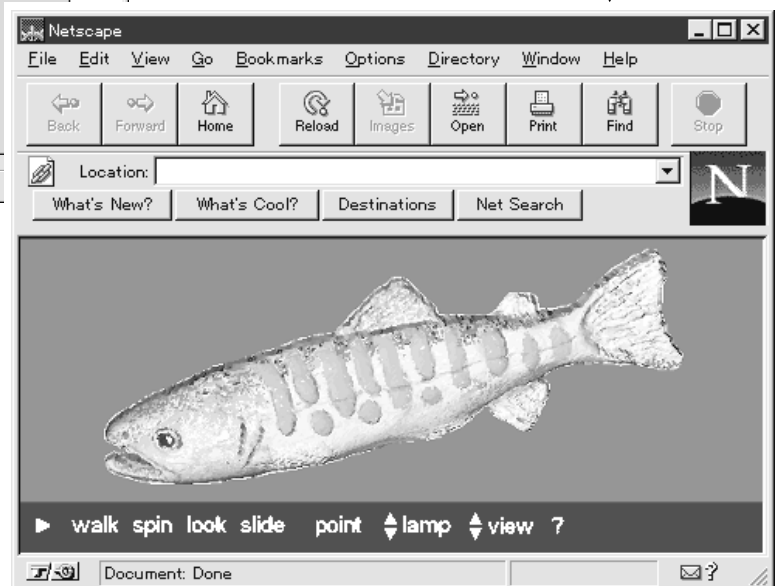 Netscape
File Edit View Go Bookmarks Options Directory Window Help
Back Forward Home Reload Images Open Print Find Stop
Location:
N
What's New? What's Cool? Destinations Net Search
walk spin look slide point lamp view ?
Document: Done ?